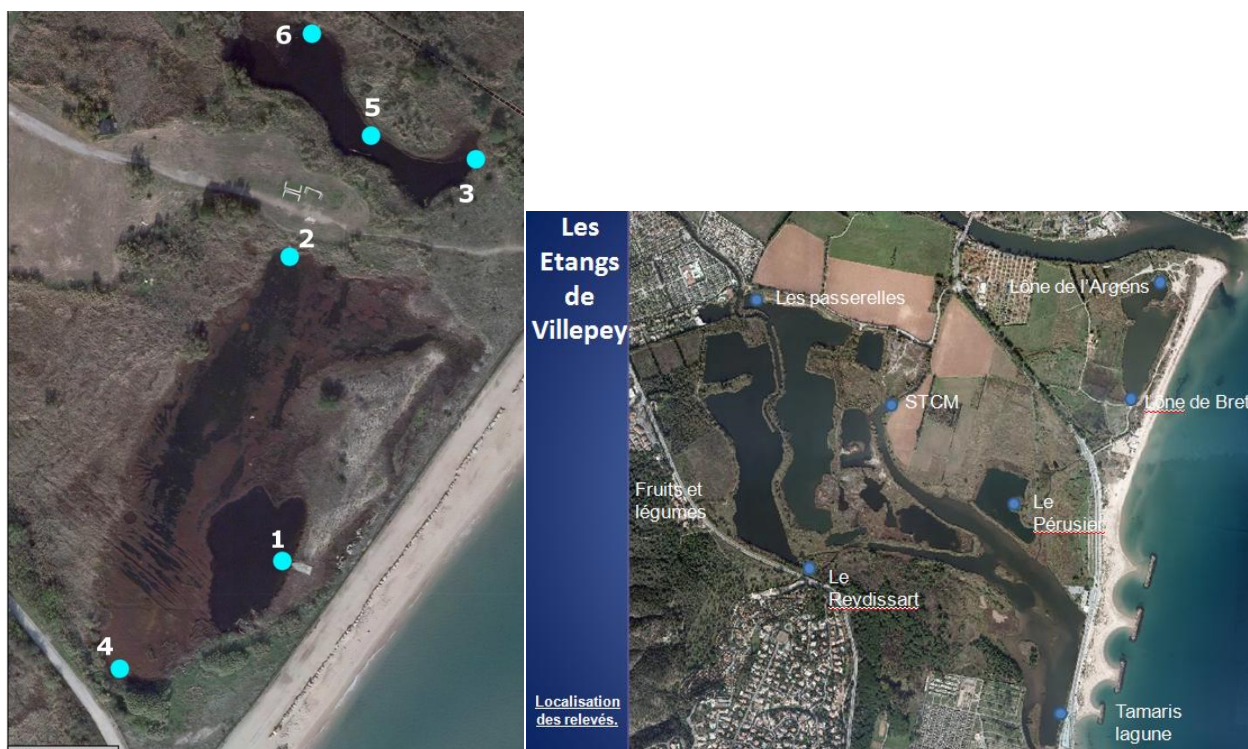 6
5
3
2
1
4
Les
Etangs
de
Villepey
Localisation
des relevés.
Les passerelles
Lône de l'Argens
STCM
Lône de Bret
Fruits et
légumes
Le
Pérusier
Le
Reydissart
Tamaris
lagune